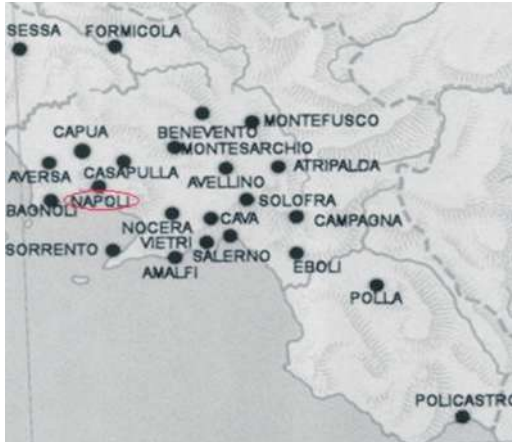 SESSA
FORMICOLA
MONTEFUSCO
BENEVENTO
CAPUA
MONTESARCHIO
AVERSA
CASAPULLA
ATRIPALDA
AVELLINO
BAGNOLI
NAPOLI
SOLOFRA
NOCERA
CAVA
CAMPAGNA
VIETRI
SORRENTO
SALERNO
AMALFI
EBOLI
POLLA
POLICASTRO